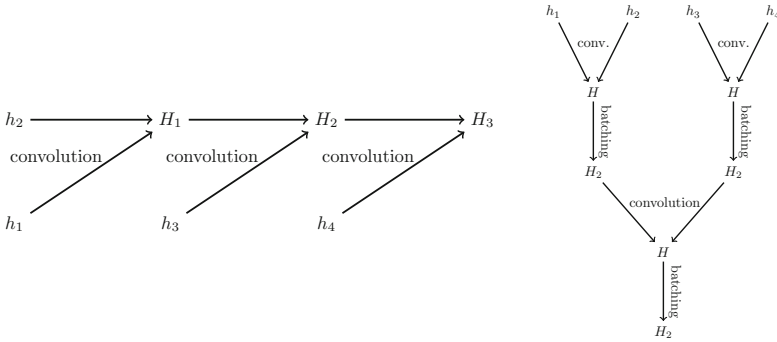 h₂ H₁ H₂ H₃
convolution convolution convolution
h₁ h₃ h₄
h₁ h₂ h₃
conv. conv.
H H
batching batching
H₂ H₂
convolution
H
batching
H₂